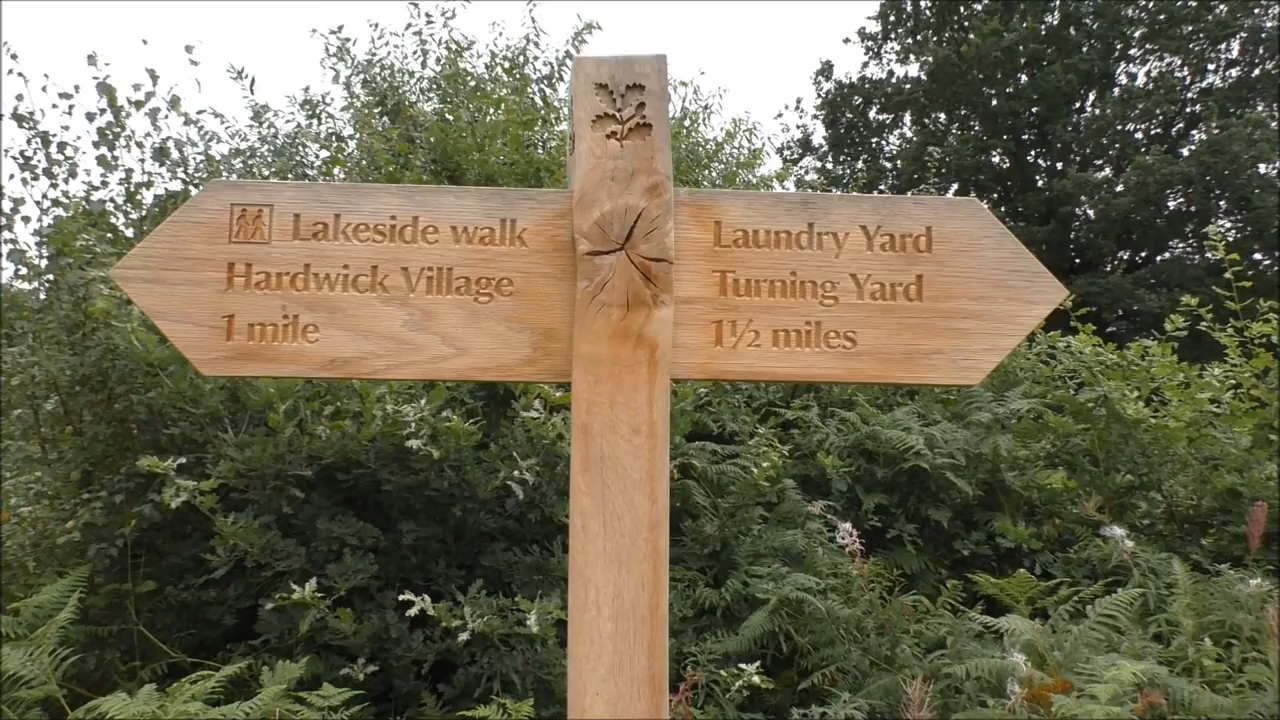 Lakeside walk
Hardwick Village
1 mile
Laundry Yard
Turning Yard
1½ miles